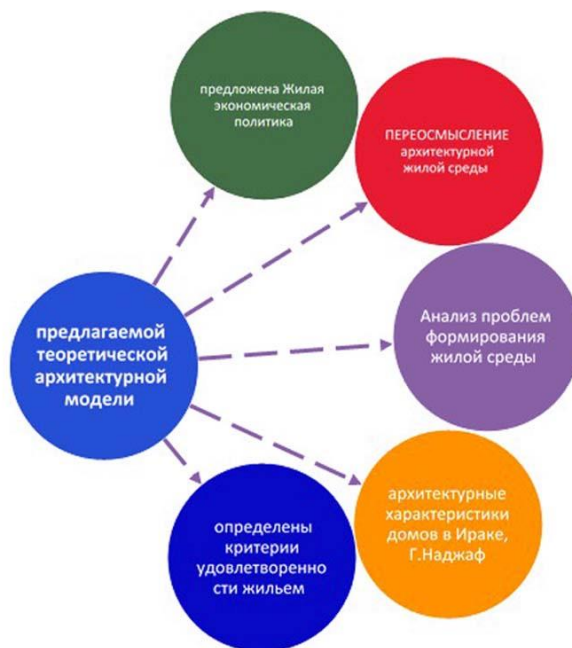 предложена Жилая
экономическая
политика
ПЕРЕОСМЫСЛЕНИЕ
архитектурной
жилой среды
Анализ проблем
формирования
жилой среды
предлагаемой
теоретической
архитектурной
модели
архитектурные
характеристики
домов в Ираке,
Г.Наджаф
определены
критерии
удовлетворенно
сти жильем